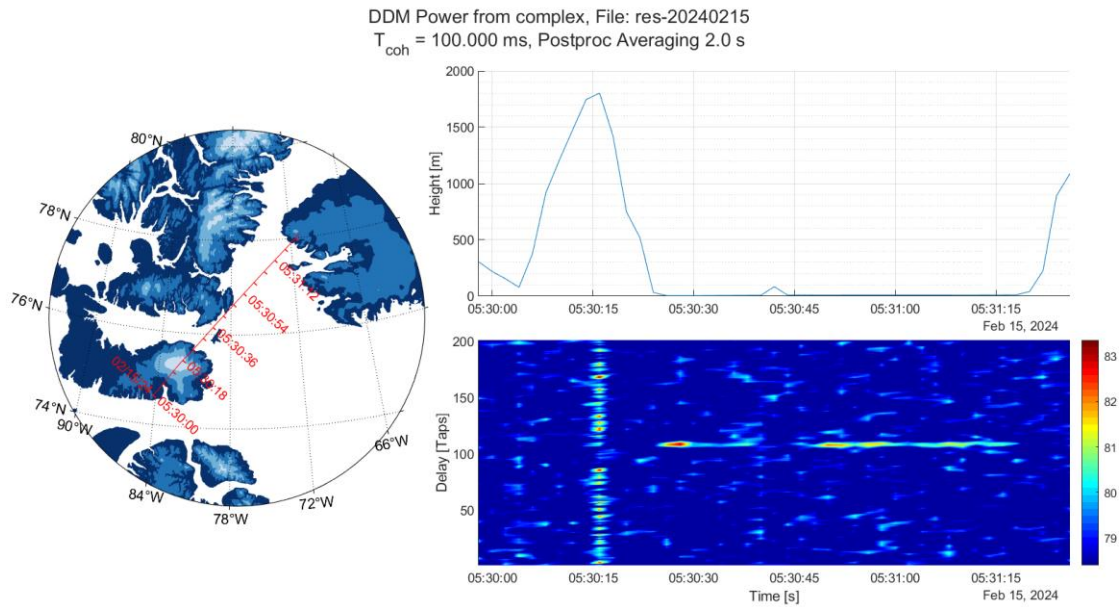 DDM Power from complex, File: res-20240215
T_coh = 100.000 ms, Postproc Averaging 2.0 s
80°N
78°N
76°N
74°N
90°W
84°W
78°W
72°W
66°W
05:31:12
05:30:54
05:30:36
05:30:18
05:30:00
Height [m]
2000
1500
1000
500
0
05:30:00 05:30:15 05:30:30 05:30:45 05:31:00 05:31:15
Feb 15, 2024
Delay [Taps]
200
150
100
50
05:30:00 05:30:15 05:30:30 05:30:45 05:31:00 05:31:15
Time [s]
Feb 15, 2024
83
82
81
80
79